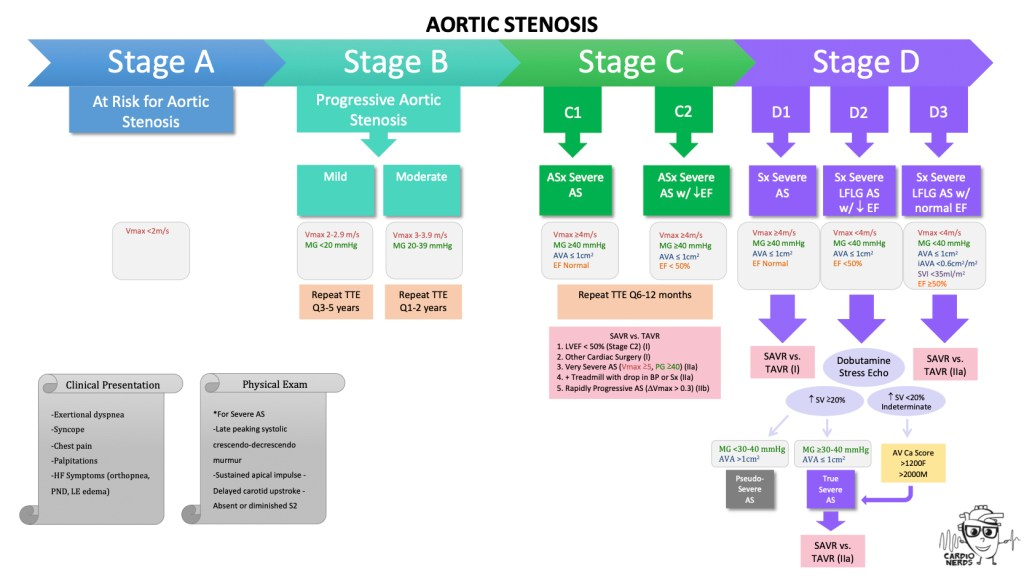 AORTIC STENOSIS
Stage A
Stage B
Stage C
Stage D
At Risk for Aortic
Stenosis
Progressive Aortic
Stenosis
C1
C2
D1
D2
D3
Mild
Moderate
ASx Severe
AS
ASx Severe
AS w/ ↓EF
Sx Severe
AS
Sx Severe
LFLG AS
w/ ↓ EF
Sx Severe
LFLG AS w/
normal EF
Vmax <2m/s
Vmax 2-2.9 m/s
MG <20 mmHg
Vmax 3-3.9 m/s
MG 20-39 mmHg
Vmax ≥4m/s
MG ≥40 mmHg
AVA ≤ 1cm²
EF Normal
Vmax ≥4m/s
MG ≥40 mmHg
AVA ≤ 1cm²
EF < 50%
Vmax ≥4m/s
MG ≥40 mmHg
AVA ≤ 1cm²
EF Normal
Vmax <4m/s
MG <40 mmHg
AVA ≤ 1cm²
EF <50%
Vmax <4m/s
MG <40 mmHg
AVA ≤ 1cm²
iAVA <0.6cm²/m²
SVI <35ml/m²
EF ≥50%
Repeat TTE
Q3-5 years
Repeat TTE
Q1-2 years
Repeat TTE Q6-12 months
SAVR vs. TAVR
1. LVEF < 50% (Stage C2) (I)
2. Other Cardiac Surgery (I)
3. Very Severe AS (Vmax ≥5, PG ≥40) (IIa)
4. + Treadmill with drop in BP or Sx (IIa)
5. Rapidly Progressive AS (ΔVmax > 0.3) (IIb)
SAVR vs.
TAVR (I)
Dobutamine
Stress Echo
SAVR vs.
TAVR (IIa)
↑ SV ≥20%
↑ SV <20%
Indeterminate
MG <30-40 mmHg
AVA >1cm²
MG ≥30-40 mmHg
AVA ≤ 1cm²
AV Ca Score
>1200F
>2000M
Pseudo-
Severe
AS
True
Severe
AS
SAVR vs.
TAVR (IIa)
Clinical Presentation
-Exertional dyspnea
-Syncope
-Chest pain
-Palpitations
-HF Symptoms (orthopnea,
PND, LE edema)
Physical Exam
*For Severe AS
-Late peaking systolic
crescendo-decrescendo
murmur
-Sustained apical impulse -
Delayed carotid upstroke -
Absent or diminished S2
CARDIO
NERDS